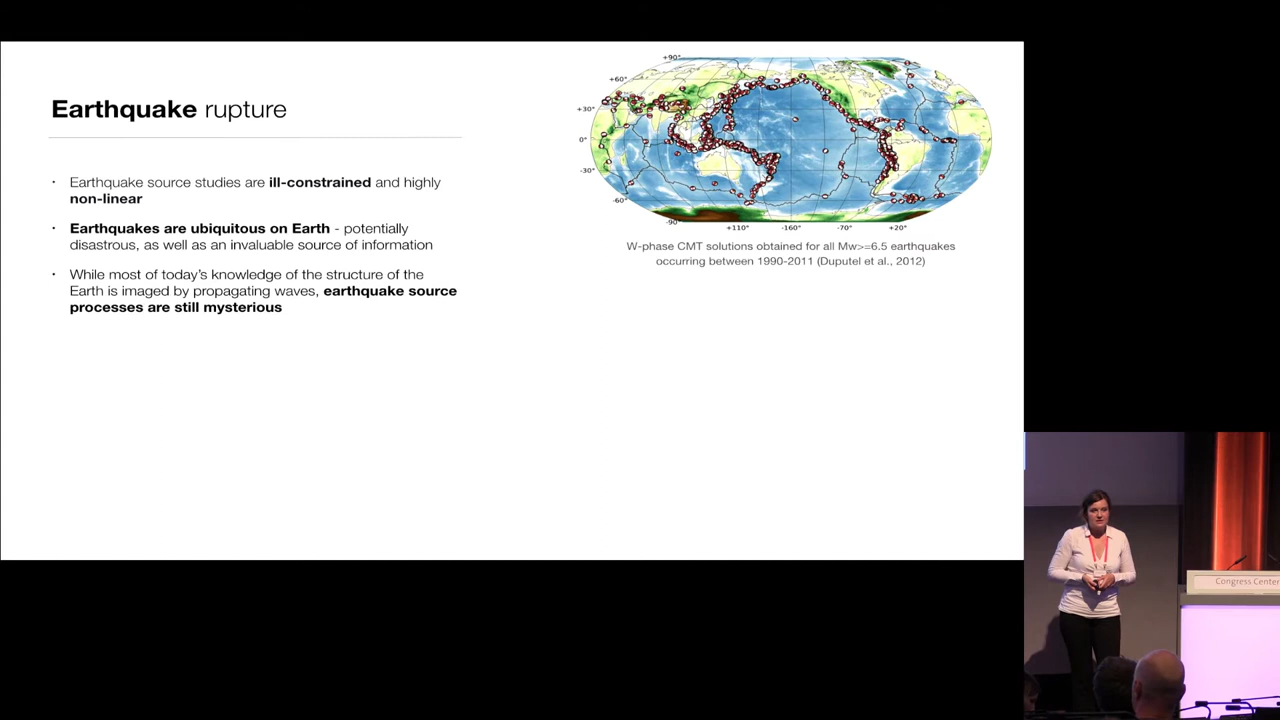 Earthquake rupture
· Earthquake source studies are ill-constrained and highly
non-linear
· Earthquakes are ubiquitous on Earth - potentially
disastrous, as well as an invaluable source of information
· While most of today's knowledge of the structure of the
Earth is imaged by propagating waves, earthquake source
processes are still mysterious
+90°
+60°
+30°
0°
-30°
-60°
-90°
+110° -160° -70° +20°
W-phase CMT solutions obtained for all Mw>=6.5 earthquakes
occurring between 1990-2011 (Duputel et al., 2012)
Congress Center